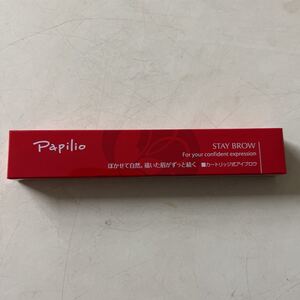 Papilio
STAY BROW
For your confident expression
ぼかせて自然。描いた眉がずっと続く ■カートリッジ式アイブロウ